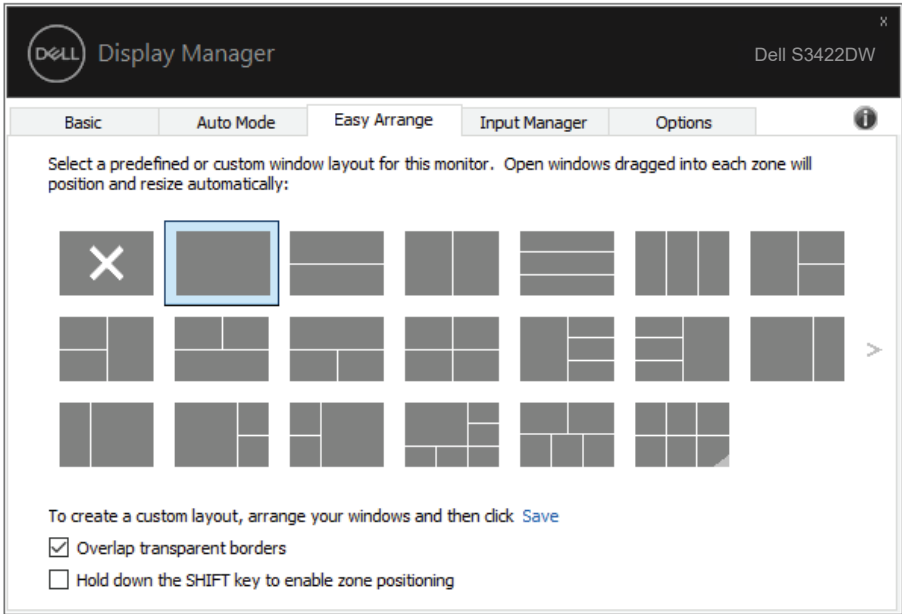 x
DELL
Display Manager
Dell S3422DW
Basic
Auto Mode
Easy Arrange
Input Manager
Options
i
Select a predefined or custom window layout for this monitor. Open windows dragged into each zone will
position and resize automatically:
>
To create a custom layout, arrange your windows and then click Save
Overlap transparent borders
Hold down the SHIFT key to enable zone positioning